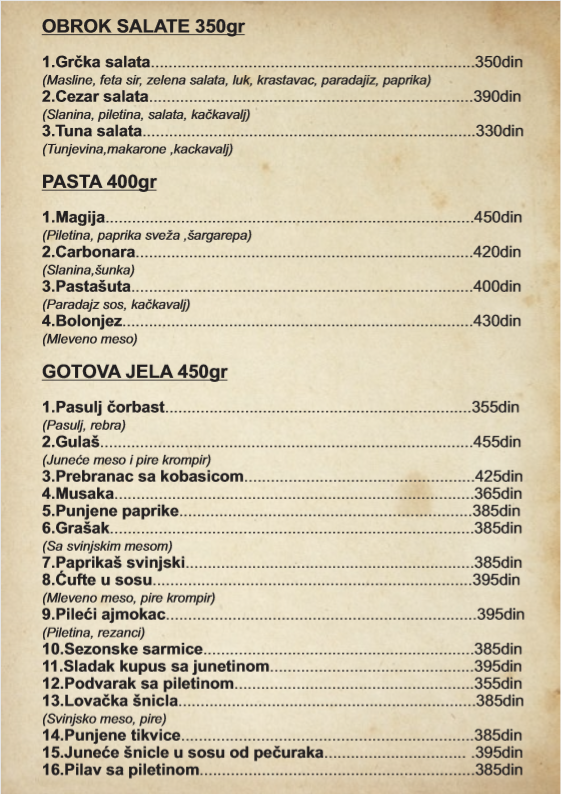 OBROK SALATE 350gr
1.Grčka salata.....................................................................350din
(Masline, feta sir, zelena salata, luk, krastavac, paradajiz, paprika)
2.Cezar salata.....................................................................390din
(Slanina, piletina, salata, kačkavalj)
3.Tuna salata......................................................................330din
(Tunjevina,makarone ,kackavalj)
PASTA 400gr
1.Magija..............................................................................450din
(Piletina, paprika sveža ,šargarepa)
2.Carbonara........................................................................420din
(Slanina,šunka)
3.Pastašuta.........................................................................400din
(Paradajz sos, kačkavalj)
4.Bolonjez...........................................................................430din
(Mleveno meso)
GOTOVA JELA 450gr
1.Pasulj čorbast..................................................................355din
(Pasulj, rebra)
2.Gulaš...............................................................................455din
(Juneće meso i pire krompir)
3.Prebranac sa kobasicom.................................................425din
4.Musaka............................................................................365din
5.Punjene paprike...............................................................385din
6.Grašak.............................................................................385din
(Sa svinjskim mesom)
7.Paprikaš svinjski..............................................................385din
8.Ćufte u sosu....................................................................395din
(Mleveno meso, pire krompir)
9.Pileći ajmokac..................................................................395din
(Piletina, rezanci)
10.Sezonske sarmice.........................................................385din
11.Sladak kupus sa junetinom............................................395din
12.Podvarak sa piletinom...................................................355din
13.Lovačka šnicla...............................................................385din
(Svinjsko meso, pire)
14.Punjene tikvice..............................................................385din
15.Juneće šnicle u sosu od pečuraka............................. .395din
16.Pilav sa piletinom..........................................................385din